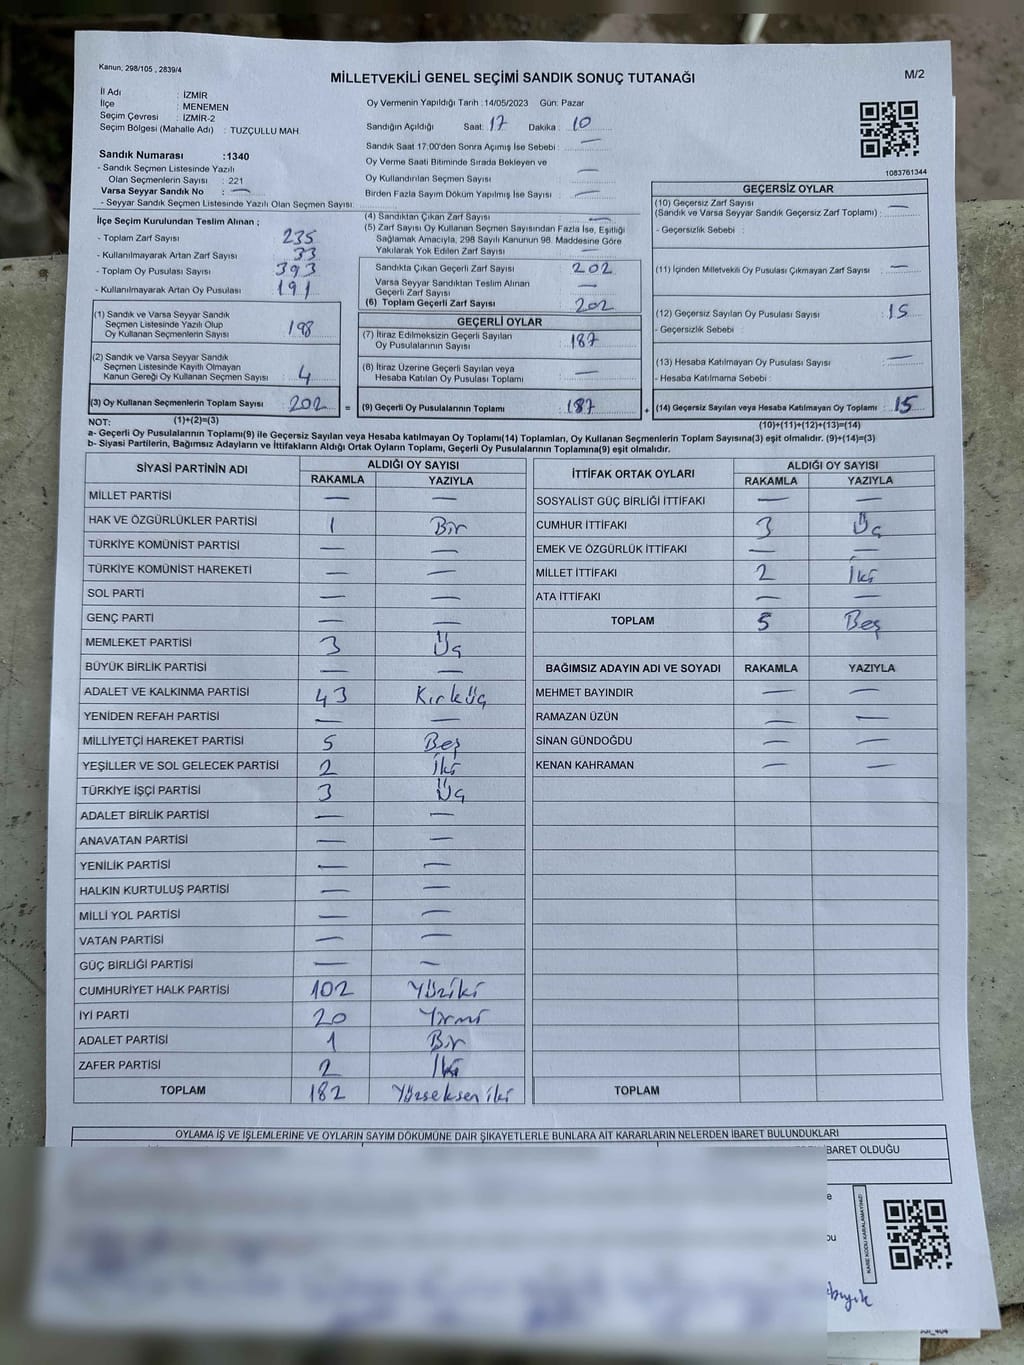 Kanun; 298/105 , 2839/4
MİLLETVEKİLİ GENEL SEÇİMİ SANDIK SONUÇ TUTANAĞI
M/2
İl Adı : İZMİR
İlçe : MENEMEN
Seçim Çevresi : İZMİR-2
Seçim Bölgesi (Mahalle Adı) : TUZÇULLU MAH.
Oy Vermenin Yapıldığı Tarih :14/05/2023 Gün: Pazar
Sandığın Açıldığı Saat: 17 Dakika : 10
Sandık Saat 17:00'den Sonra Açımış İse Sebebi : —
Oy Verme Saati Bitiminde Sırada Bekleyen ve
Oy Kullandırılan Seçmen Sayısı : —
Birden Fazla Sayım Döküm Yapılmış İse Sayısı : —
1083761344
Sandık Numarası :1340
- Sandık Seçmen Listesinde Yazılı
Olan Seçmenlerin Sayısı : 221
Varsa Seyyar Sandık No : —
- Seyyar Sandık Listesinde Yazılı Olan Seçmen Sayısı:
İlçe Seçim Kurulundan Teslim Alınan ;
- Toplam Zarf Sayısı 235
- Kullanılmayarak Artan Zarf Sayısı 33
- Toplam Oy Pusulası Sayısı 393
- Kullanılmayarak Artan Oy Pusulası 191
(1) Sandık ve Varsa Seyyar Sandık
Seçmen Listesinde Yazılı Olup
Oy Kullanan Seçmenlerin Sayısı : 198
(2) Sandık ve Varsa Seyyar Sandık
Seçmen Listesinde Kayıtlı Olmayan
Kanun Gereği Oy Kullanan Seçmen Sayısı : 4
(3) Oy Kullanan Seçmenlerin Toplam Sayısı : 202 =
(1)+(2)=(3)
(4) Sandıktan Çıkan Zarf Sayısı : —
(5) Zarf Sayısı Oy Kullanan Seçmen Sayısından Fazla İse, Eşitliği
Sağlamak Amacıyla, 298 Sayılı Kanunun 98. Maddesine Göre
Yakılarak Yok Edilen Zarf Sayısı —
Sandıkta Çıkan Geçerli Zarf Sayısı : 202
Varsa Seyyar Sandıktan Teslim Alınan
Geçerli Zarf Sayısı : —
(6) Toplam Geçerli Zarf Sayısı : 202
GEÇERLİ OYLAR
(7) İtiraz Edilmeksizin Geçerli Sayılan
Oy Pusulalarının Sayısı : 187
(8) İtiraz Üzerine Geçerli Sayılan veya
Hesaba Katılan Oy Pusulası Toplamı : —
(9) Geçerli Oy Pusulalarının Toplamı : 187 +
GEÇERSİZ OYLAR
(10) Geçersiz Zarf Sayısı
(Sandık ve Varsa Seyyar Sandık Geçersiz Zarf Toplamı) : —
- Geçersizlik Sebebi :
(11) İçinden Milletvekili Oy Pusulası Çıkmayan Zarf Sayısı : —
(12) Geçersiz Sayılan Oy Pusulası Sayısı : 15
- Geçersizlik Sebebi :
(13) Hesaba Katılmayan Oy Pusulası Sayısı : —
- Hesaba Katılmama Sebebi :
(14) Geçersiz Sayılan veya Hesaba Katılmayan Oy Toplamı : 15
(10)+(11)+(12)+(13)=(14)
NOT:
a- Geçerli Oy Pusulaları Toplamı(9) ile Geçersiz Sayılan veya Hesaba katılmayan Oy Toplamı(14) Toplamları, Oy Kullanan Seçmenlerin Toplam Sayısına(3) eşit olmalıdır. (9)+(14)=(3)
b- Siyasi Partilerin, Bağımsız Adayların ve İttifakların Aldığı Ortak Oyların Toplamı, Geçerli Oy Pusulalarının Toplamına(9) eşit olmalıdır.
SİYASİ PARTİNİN ADI ALDIĞI OY SAYISI
RAKAMLA YAZIYLA
MİLLET PARTİSİ — —
HAK VE ÖZGÜRLÜKLER PARTİSİ 1 Bir
TÜRKİYE KOMÜNİST PARTİSİ — —
TÜRKİYE KOMÜNİST HAREKETİ — —
SOL PARTİ — —
GENÇ PARTİ — —
MEMLEKET PARTİSİ 3 Üç
BÜYÜK BİRLİK PARTİSİ — —
ADALET VE KALKINMA PARTİSİ 43 Kırküç
YENİDEN REFAH PARTİSİ — —
MİLLİYETÇİ HAREKET PARTİSİ 5 Beş
YEŞİLLER VE SOL GELECEK PARTİSİ 2 İki
TÜRKİYE İŞÇİ PARTİSİ 3 Üç
ADALET BİRLİK PARTİSİ — —
ANAVATAN PARTİSİ — —
YENİLİK PARTİSİ — —
HALKIN KURTULUŞ PARTİSİ — —
MİLLİ YOL PARTİSİ — —
VATAN PARTİSİ — —
GÜÇ BİRLİĞİ PARTİSİ — —
CUMHURİYET HALK PARTİSİ 102 Yüziki
İYİ PARTİ 20 Yirmi
ADALET PARTİSİ 1 Bir
ZAFER PARTİSİ 2 İki
TOPLAM 182 Yüzseksen iki
İTTİFAK ORTAK OYLARI ALDIĞI OY SAYISI
RAKAMLA YAZIYLA
SOSYALİST GÜÇ BİRLİĞİ İTTİFAKI — —
CUMHUR İTTİFAKI 3 Üç
EMEK VE ÖZGÜRLÜK İTTİFAKI — —
MİLLET İTTİFAKI 2 İki
ATA İTTİFAKI — —
TOPLAM 5 Beş
BAĞIMSIZ ADAYIN ADI VE SOYADI RAKAMLA YAZIYLA
MEHMET BAYINDIR — —
RAMAZAN ÜZÜN — —
SİNAN GÜNDOĞDU — —
KENAN KAHRAMAN — —
TOPLAM
OYLAMA İŞ VE İŞLEMLERİNE VE OYLARIN SAYIM DÖKÜMÜNE DAİR ŞİKAYETLERLE BUNLARA AİT KARARLARIN NELERDEN İBARET BULUNDUKLARI
BARET OLDUĞU
KARE KODU KARALAMAYINIZ!